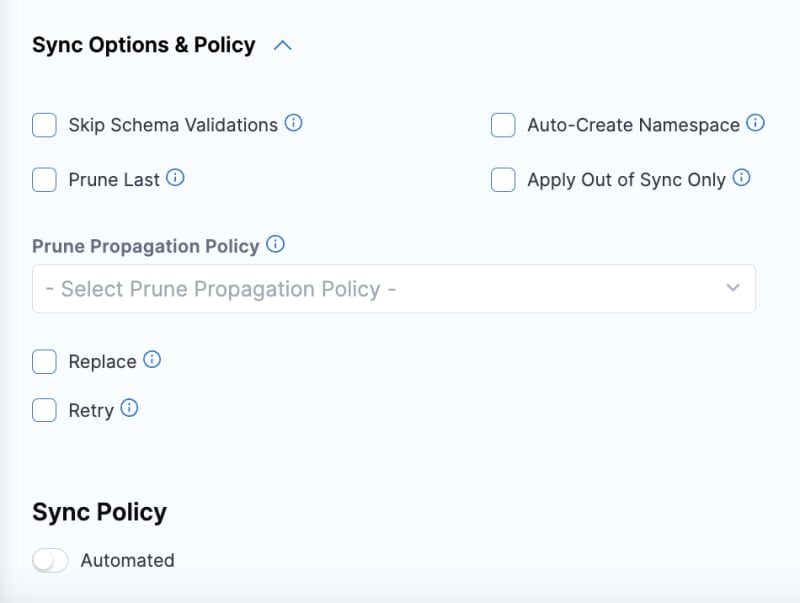 Sync Options & Policy
Skip Schema Validations
Auto-Create Namespace
Prune Last
Apply Out of Sync Only
Prune Propagation Policy
- Select Prune Propagation Policy -
Replace
Retry
Sync Policy
Automated